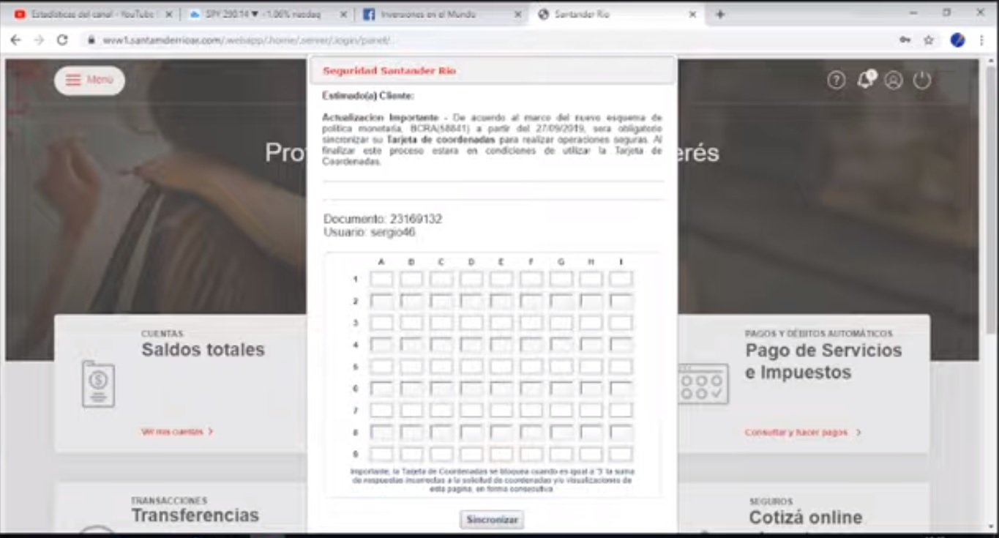 Estadísticas del canal - YouTube
SPY 290.14 ▼ -1.06% nasdaq
Inversiones en el Mundo
Santander Rio
www1.santamderrioar.com/.webapp/.home/.server/.login/panel/.
Menú
Seguridad Santander Rio
Estimado(a) Cliente:
Actualizacion Importante - De acuerdo al marco del nuevo esquema de
política monetaria, BCRA(58841) a partir del 27/09/2019, sera obligatorio
sincronizar su Tarjeta de coordenadas para realizar operaciones seguras. Al
finalizar este proceso estara en condiciones de utilizar la Tarjeta de
Coordenadas.
Pro
erés
Documento: 23169132
Usuario: sergio46
A B C D E F G H I
1
2
3
4
5
6
7
8
9
Importante, la Tarjeta de Coordenadas se bloquea cuando es igual a '3' la suma
de respuestas incorrectas a la solicitud de coordenadas y/o visualizaciones de
esta pagina, en forma consecutiva.
Sincronizar
CUENTAS
Saldos totales
Ver mis cuentas >
PAGOS Y DÉBITOS AUTOMÁTICOS
Pago de Servicios
e Impuestos
Consultar y hacer pagos >
TRANSACCIONES
Transferencias
SEGUROS
Cotizá online